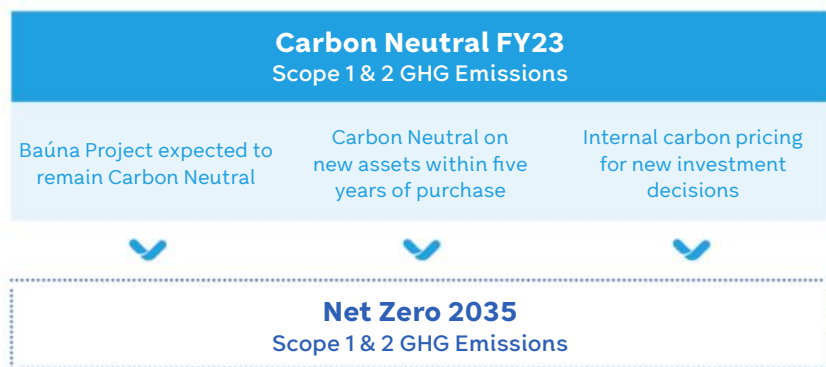 Carbon Neutral FY23
Scope 1 & 2 GHG Emissions
Baúna Project expected to
remain Carbon Neutral
Carbon Neutral on
new assets within five
years of purchase
Internal carbon pricing
for new investment
decisions
Net Zero 2035
Scope 1 & 2 GHG Emissions